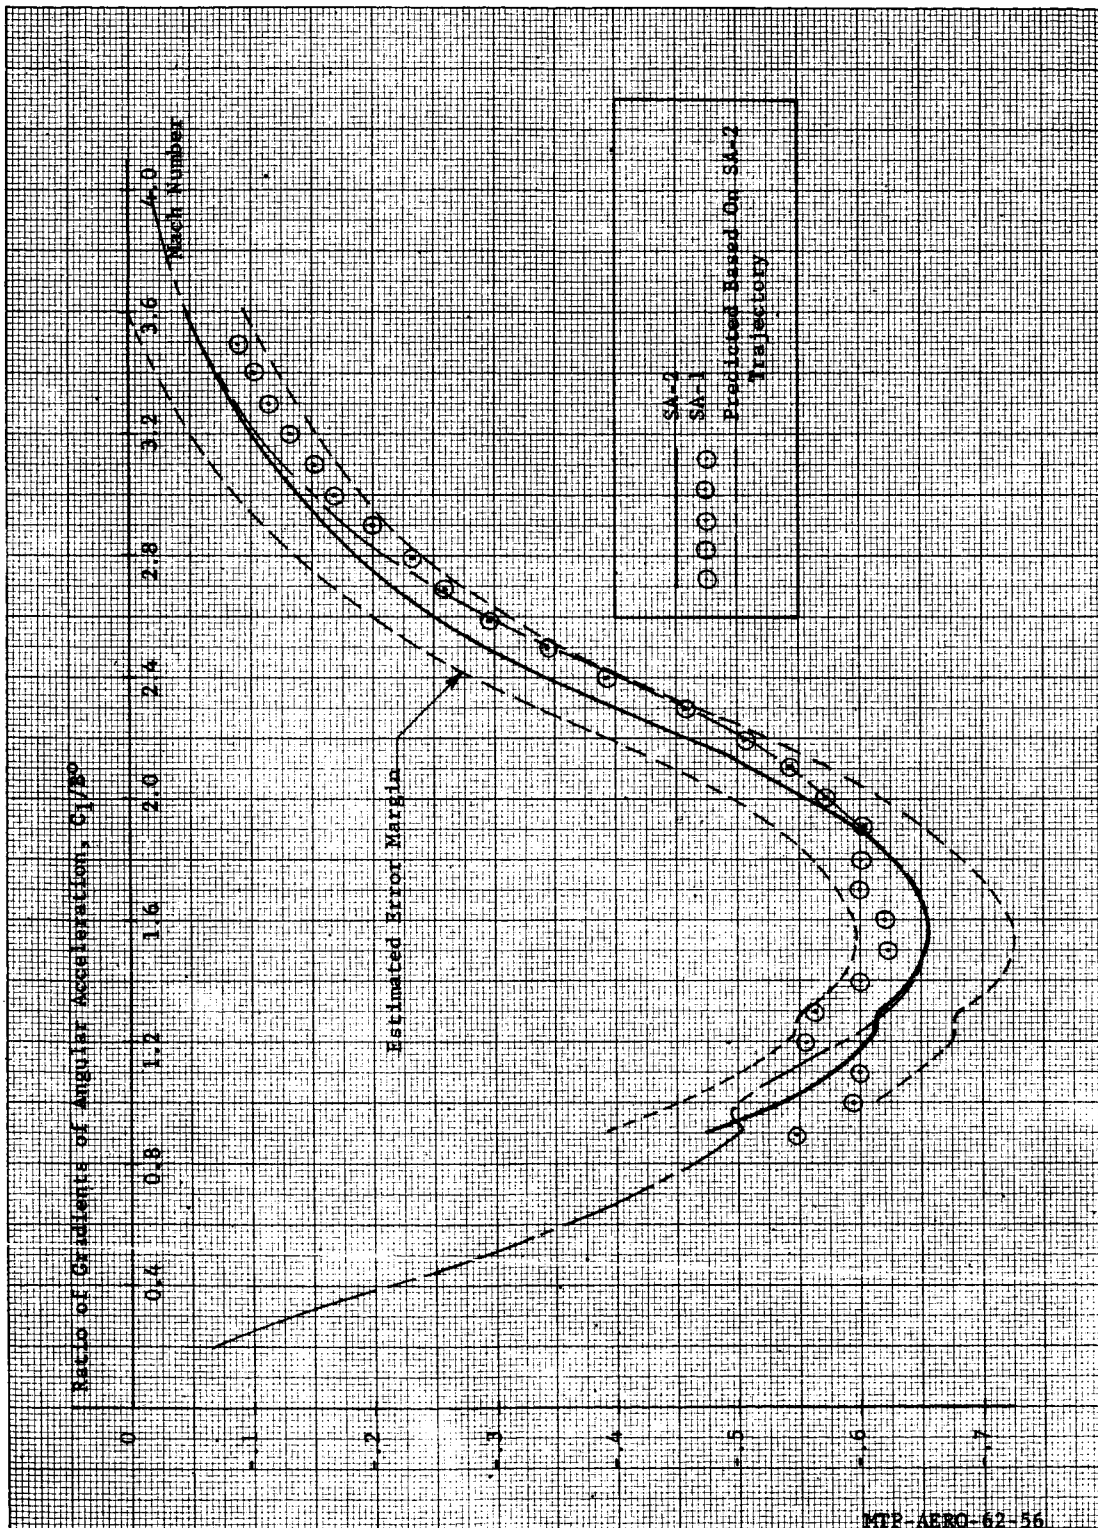 Ratio of Gradients of Angular Acceleration, C1/B°
0
-.1
-.2
-.3
-.4
-.5
-.6
-.7
0.4
0.8
1.2
1.6
2.0
2.4
2.8
3.2
3.6
4.0
Mach Number
Estimated Error Margin
SA-2
SA-1
Predicted Based On SA-2
Trajectory
MTP-AERO-62-56